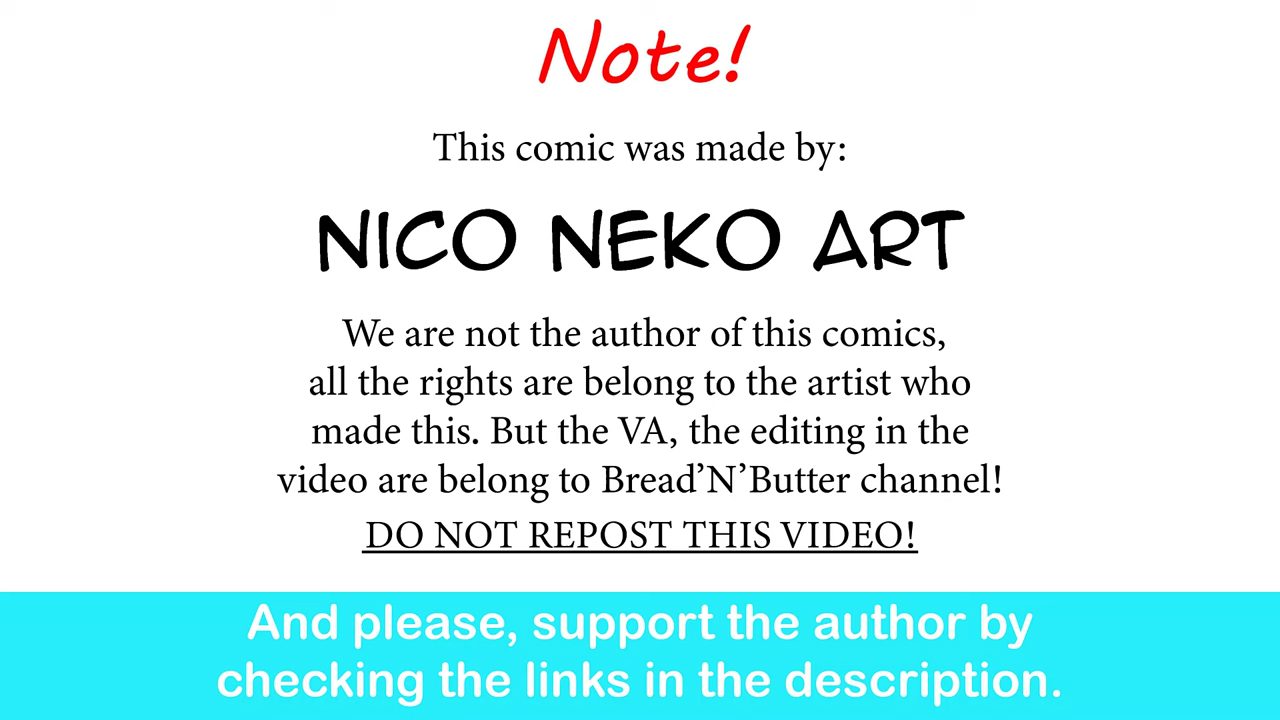 Note!
This comic was made by:
NICO NEKO ART
We are not the author of this comics,
all the rights are belong to the artist who
made this. But the VA, the editing in the
video are belong to Bread’N’Butter channel!
DO NOT REPOST THIS VIDEO!
And please, support the author by
checking the links in the description.